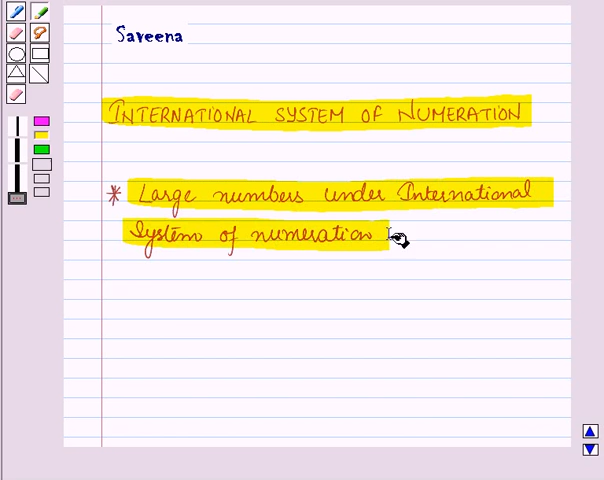 Saveena
INTERNATIONAL SYSTEM OF NUMERATION
* Large numbers under International
System of numeration